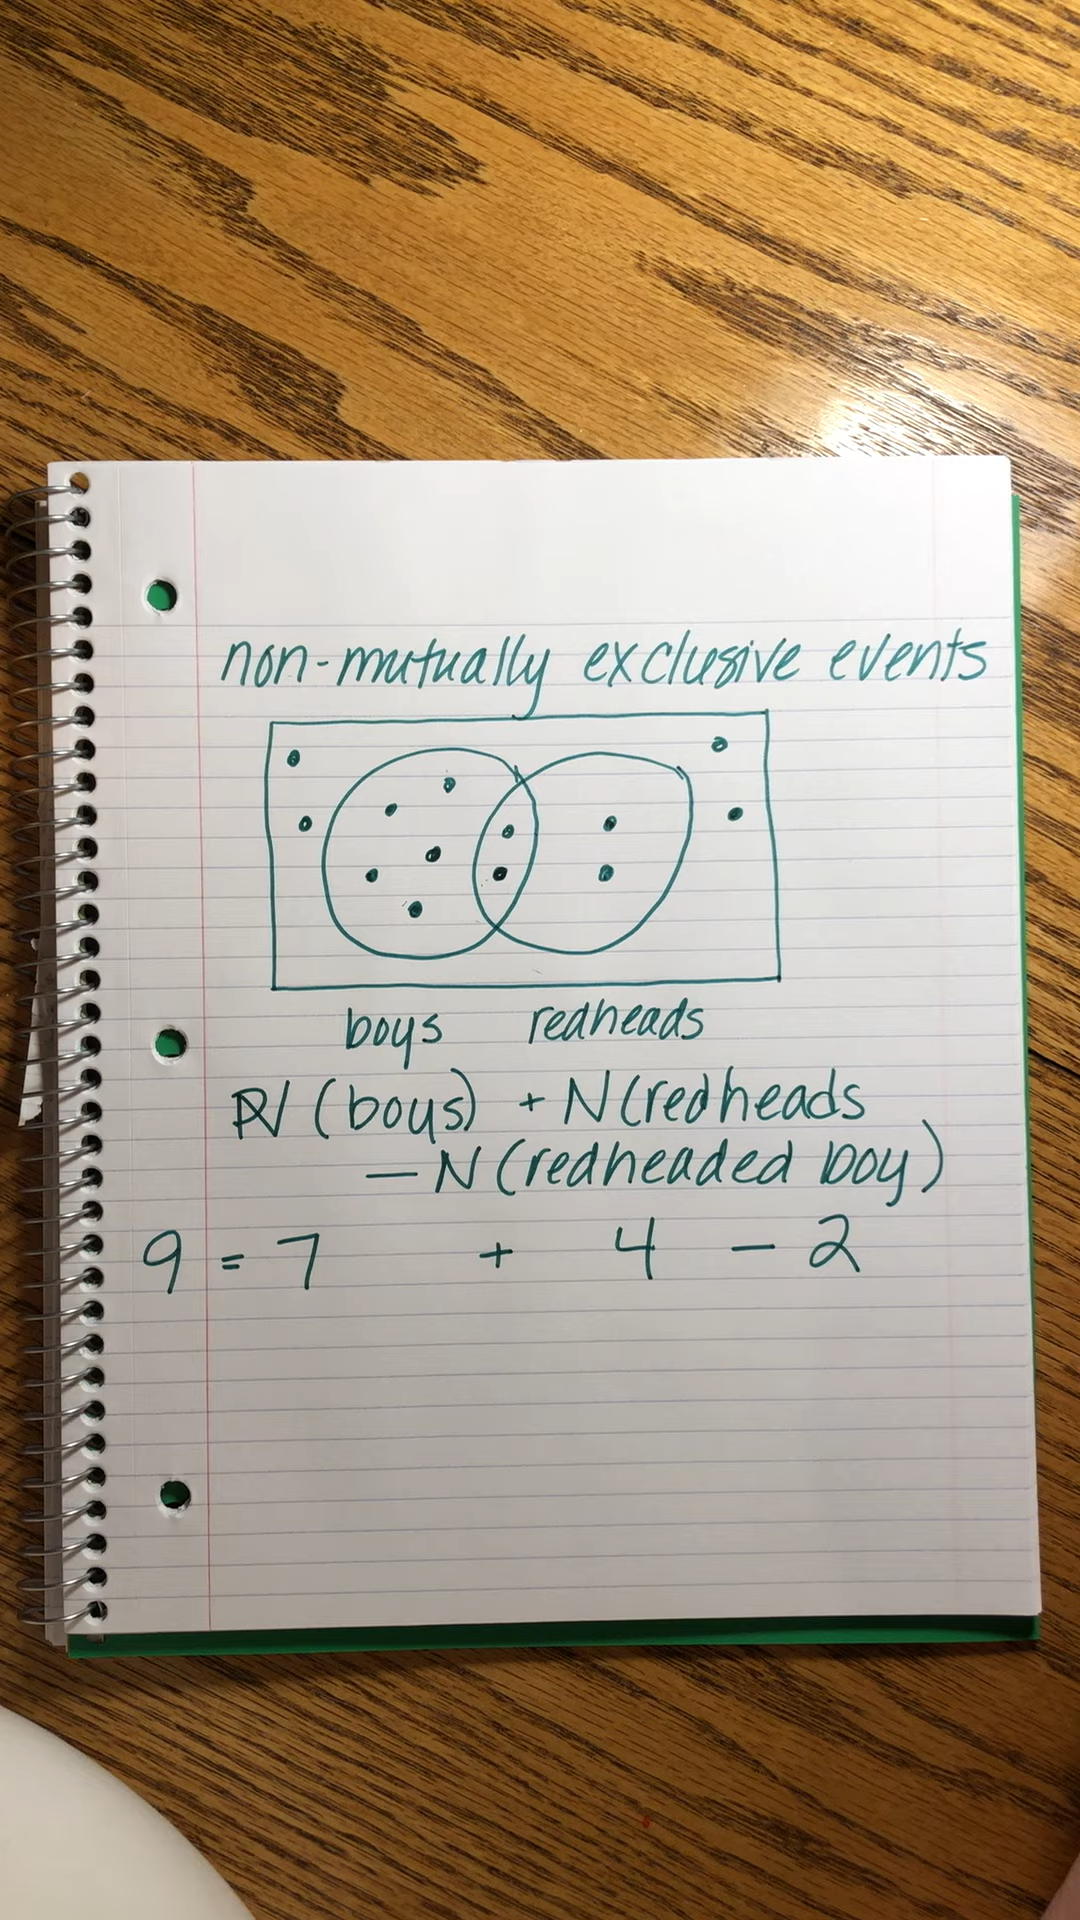 non-mutually exclusive events
boys redheads
N (boys) + N(redheads
— N (redheaded boy)
9 = 7 + 4 — 2